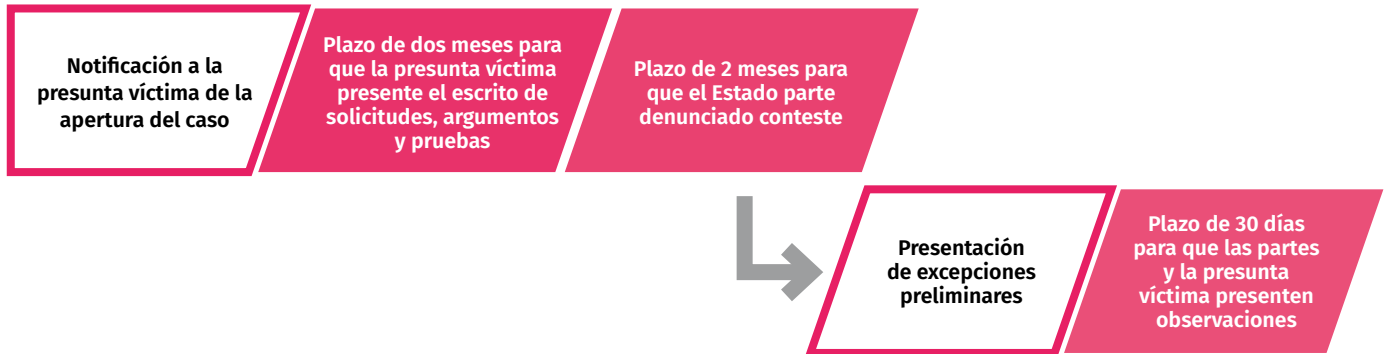 Notificación a la
presunta víctima de la
apertura del caso
Plazo de dos meses para
que la presunta víctima
presente el escrito de
solicitudes, argumentos
y pruebas
Plazo de 2 meses para
que el Estado parte
denunciado conteste
Presentación
de excepciones
preliminares
Plazo de 30 días
para que las partes
y la presunta
víctima presenten
observaciones